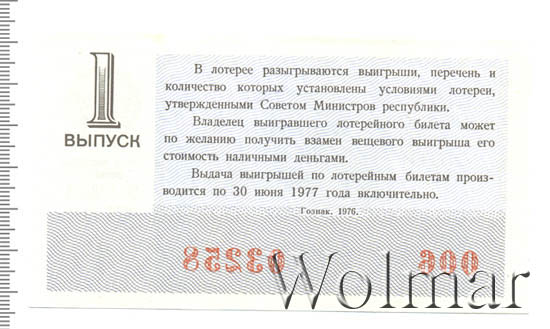 1
ВЫПУСК
В лотерее разыгрываются выигрыши, перечень и
количество которых установлены условиями лотереи,
утвержденными Советом Министров республики.
Владелец выигравшего лотерейного билета может
по желанию получить взамен вещевого выигрыша его
стоимость наличными деньгами.
Выдача выигрышей по лотерейным билетам произ-
водится по 30 июня 1977 года включительно.
Гознак. 1976.
03258 006
Wolmar